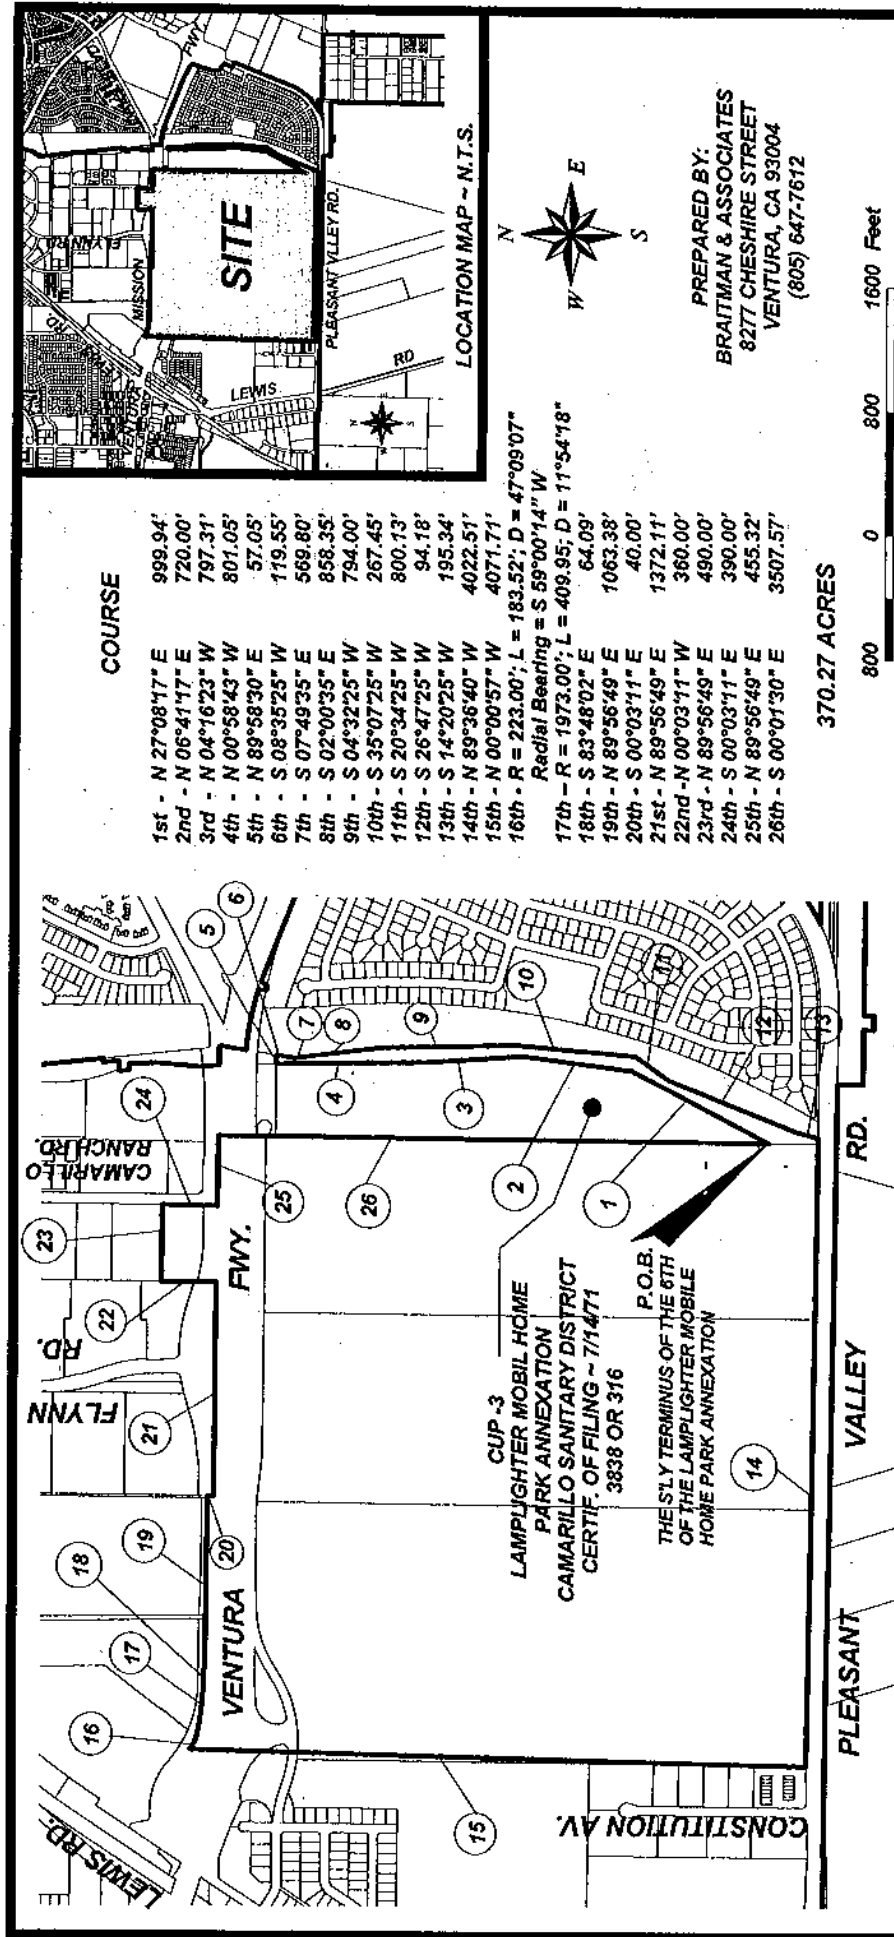 COURSE
1st - N 27°08'17" E 999.94'
2nd - N 06°41'17" E 720.00'
3rd - N 04°16'23" W 797.31'
4th - N 00°58'43" W 801.05'
5th - N 89°58'30" E 57.05'
6th - S 08°35'25" W 119.55'
7th - S 07°49'35" E 569.80'
8th - S 02°00'35" E 858.35'
9th - S 04°32'25" W 794.00'
10th - S 35°07'25" W 267.45'
11th - S 20°34'25" W 800.13'
12th - S 26°47'25" W 94.18'
13th - S 14°20'25" W 195.34'
14th - N 89°36'40" W 4022.51'
15th - N 00°00'57" W 4071.71'
16th - R = 223.00'; L = 183.52'; D = 47°09'07"
Radial Bearing = S 59°00'14" W
17th - R = 1973.00'; L = 409.95; D = 11°54'18"
18th - S 83°48'02" E 64.09'
19th - N 89°56'49" E 1063.38'
20th - S 00°03'11" E 40.00'
21st - N 89°56'49" E 1372.11'
22nd - N 00°03'11" W 360.00'
23rd - N 89°56'49" E 490.00'
24th - S 00°03'11" E 390.00'
25th - N 89°56'49" E 455.32'
26th - S 00°01'30" E 3507.57'
370.27 ACRES
800 0 800 1600 Feet
FLYNN RD.
MISSION
FWY
LEWIS RD.
VENTURA
SITE
PLEASANT VLLEY RD.
LEWIS RD
LOCATION MAP ~ N.T.S.
N
W E
S
PREPARED BY:
BRAITMAN & ASSOCIATES
8277 CHESHIRE STREET
VENTURA, CA 93004
(805) 647-7612
LEWIS RD.
FLYNN RD.
CAMARILLO
RANCH RD.
VENTURA FWY.
CONSTITUTION AV.
PLEASANT VALLEY RD.
CUP -3
LAMPLIGHTER MOBIL HOME
PARK ANNEXATION
CAMARILLO SANITARY DISTRICT
CERTIF. OF FILING ~ 7/14/71
3838 OR 316
P.O.B.
THE S'LY TERMINUS OF THE 6TH
OF THE LAMPLIGHTER MOBILE
HOME PARK ANNEXATION
1
2
3
4
5
6
7
8
9
10
11
12
13
14
15
16
17
18
19
20
21
22
23
24
25
26